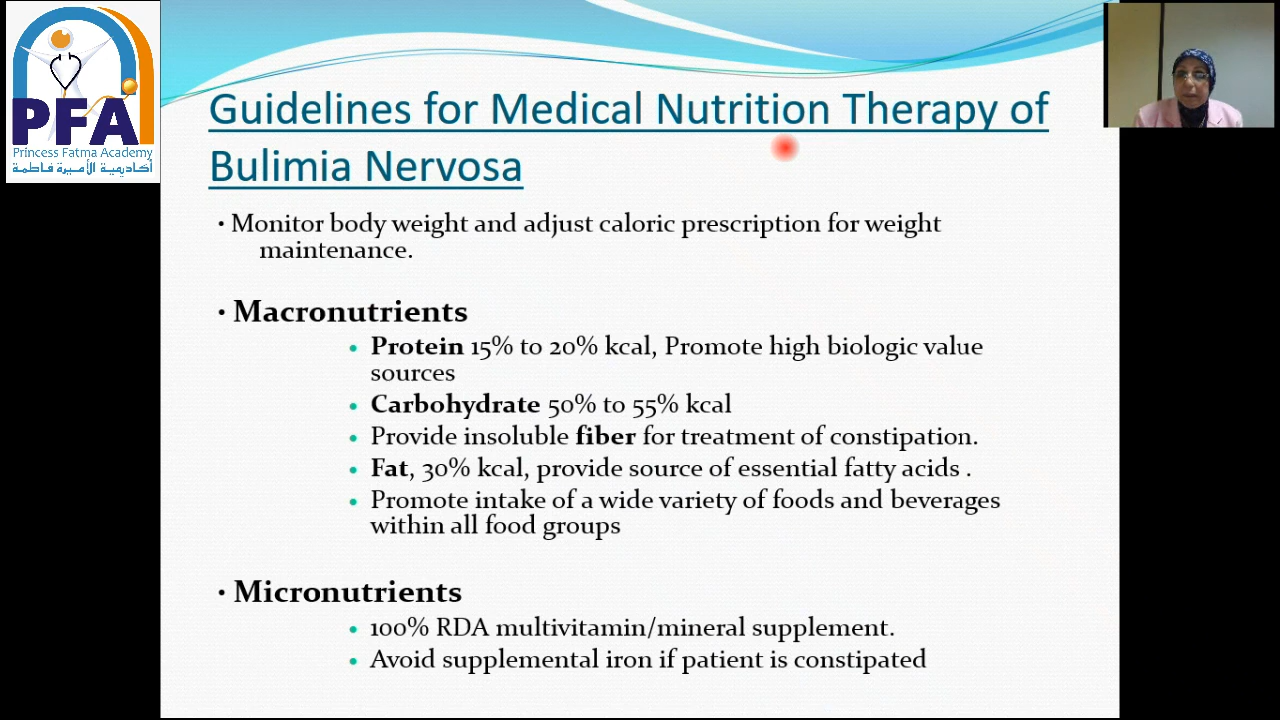 PFA
Princess Fatma Academy
أكاديمية الأميرة فاطمة
Guidelines for Medical Nutrition Therapy of
Bulimia Nervosa
• Monitor body weight and adjust caloric prescription for weight
maintenance.
• Macronutrients
• Protein 15% to 20% kcal, Promote high biologic value
sources
• Carbohydrate 50% to 55% kcal
• Provide insoluble fiber for treatment of constipation.
• Fat, 30% kcal, provide source of essential fatty acids .
• Promote intake of a wide variety of foods and beverages
within all food groups
• Micronutrients
• 100% RDA multivitamin/mineral supplement.
• Avoid supplemental iron if patient is constipated